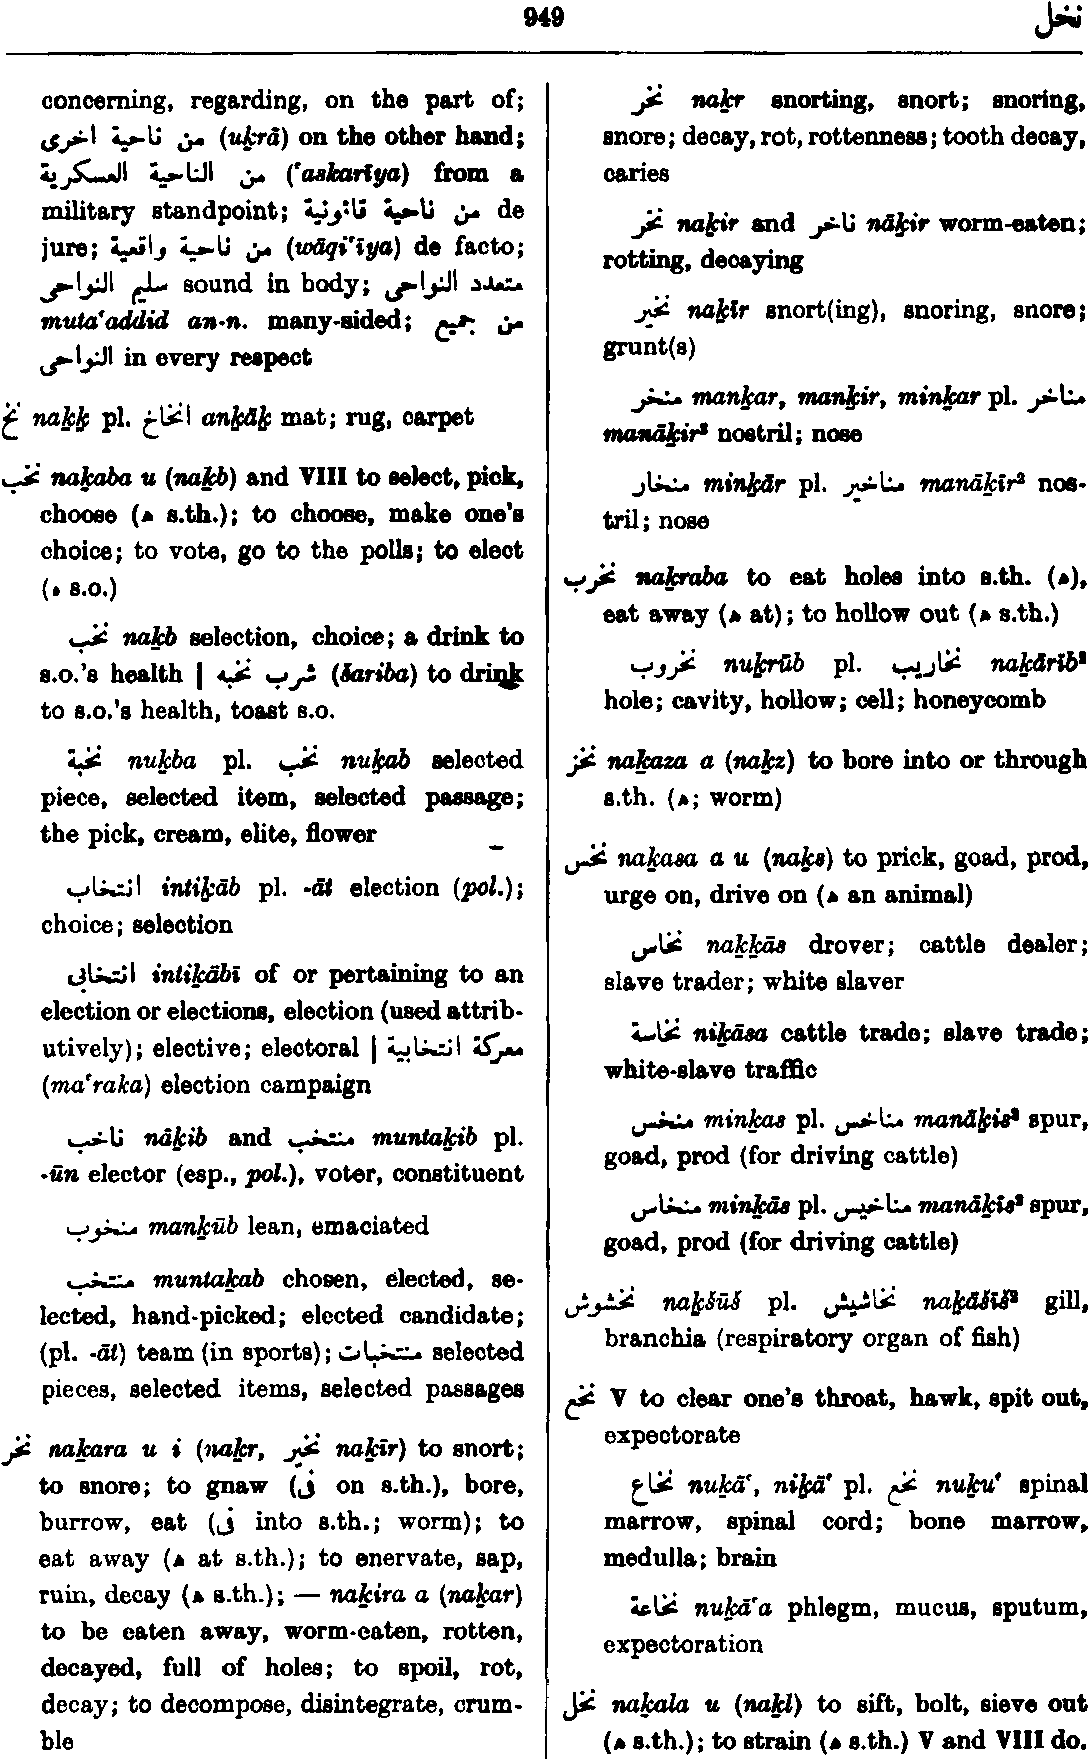 949
نخل
concerning, regarding, on the part of;
من ناحية اخرى (uḵrā) on the other hand;
من الناحية العسكرية (‘askarīya) from a
military standpoint; من ناحية قانونية de
jure; من ناحية واقعية (wāqi‘īya) de facto;
سليم النواحى sound in body; متعدد النواحى
muta‘addid an-n. many-sided; من جميع
النواحى in every respect
نخ naḵḵ pl. انخاخ anḵāḵ mat; rug, carpet
نخب naḵaba u (naḵb) and VIII to select, pick,
choose (ه s.th.); to choose, make one's
choice; to vote, go to the polls; to elect
(ه s.o.)
نخب naḵb selection, choice; a drink to
s.o.'s health | شرب نخبه (šariba) to drink
to s.o.'s health, toast s.o.
نخبة nuḵba pl. نخب nuḵab selected
piece, selected item, selected passage;
the pick, cream, elite, flower
انتخاب intiḵāb pl. -āt election (pol.);
choice; selection
انتخابى intiḵābī of or pertaining to an
election or elections, election (used attrib-
utively); elective; electoral | معركة انتخابية
(ma‘raka) election campaign
ناخب nāḵib and منتخب muntaḵib pl.
-ūn elector (esp., pol.), voter, constituent
منخوب manḵūb lean, emaciated
منتخب muntaḵab chosen, elected, se-
lected, hand-picked; elected candidate;
(pl. -āt) team (in sports); منتخبات selected
pieces, selected items, selected passages
نخر naḵara u i (naḵr, نخير naḵīr) to snort;
to snore; to gnaw (فى on s.th.), bore,
burrow, eat (فى into s.th.; worm); to
eat away (ه at s.th.); to enervate, sap,
ruin, decay (ه s.th.); — naḵira a (naḵar)
to be eaten away, worm-eaten, rotten,
decayed, full of holes; to spoil, rot,
decay; to decompose, disintegrate, crum-
ble
نخر naḵr snorting, snort; snoring,
snore; decay, rot, rottenness; tooth decay,
caries
نخر naḵir and ناخر nāḵir worm-eaten;
rotting, decaying
نخير naḵīr snort(ing), snoring, snore;
grunt(s)
منخر manḵar, manḵir, minḵar pl. مناخر
manāḵir² nostril; nose
منخار minḵār pl. مناخير manāḵīr² nos-
tril; nose
نخرب naḵraba to eat holes into s.th. (ه),
eat away (ه at); to hollow out (ه s.th.)
نخروب nuḵrūb pl. نخاريب naḵārīb²
hole; cavity, hollow; cell; honeycomb
نخز naḵaza a (naḵz) to bore into or through
s.th. (ه; worm)
نخس naḵasa a u (naḵs) to prick, goad, prod,
urge on, drive on (ه an animal)
نخاس naḵḵās drover; cattle dealer;
slave trader; white slaver
نخاسة niḵāsa cattle trade; slave trade;
white-slave traffic
منخس minḵas pl. مناخس manāḵis² spur,
goad, prod (for driving cattle)
منخاس minḵās pl. مناخيس manāḵīs² spur,
goad, prod (for driving cattle)
نخشوش naḵšūš pl. نخاشيش naḵāšīš² gill,
branchia (respiratory organ of fish)
نخع V to clear one's throat, hawk, spit out,
expectorate
نخاع nuḵā‘, niḵā‘ pl. نخع nuḵu‘ spinal
marrow, spinal cord; bone marrow,
medulla; brain
نخاعة nuḵā‘a phlegm, mucus, sputum,
expectoration
نخل naḵala u (naḵl) to sift, bolt, sieve out
(ه s.th.); to strain (ه s.th.) V and VIII do.